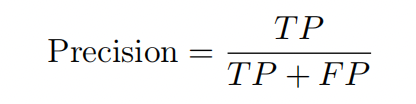 Precision = TP / TP + FP